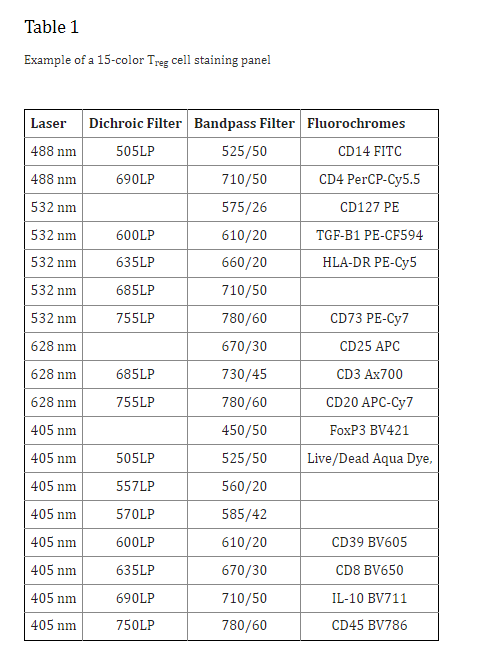 Table 1
Example of a 15-color Treg cell staining panel
Laser Dichroic Filter Bandpass Filter Fluorochromes
488 nm 505LP 525/50 CD14 FITC
488 nm 690LP 710/50 CD4 PerCP-Cy5.5
532 nm 575/26 CD127 PE
532 nm 600LP 610/20 TGF-B1 PE-CF594
532 nm 635LP 660/20 HLA-DR PE-Cy5
532 nm 685LP 710/50
532 nm 755LP 780/60 CD73 PE-Cy7
628 nm 670/30 CD25 APC
628 nm 685LP 730/45 CD3 Ax700
628 nm 755LP 780/60 CD20 APC-Cy7
405 nm 450/50 FoxP3 BV421
405 nm 505LP 525/50 Live/Dead Aqua Dye,
405 nm 557LP 560/20
405 nm 570LP 585/42
405 nm 600LP 610/20 CD39 BV605
405 nm 635LP 670/30 CD8 BV650
405 nm 690LP 710/50 IL-10 BV711
405 nm 750LP 780/60 CD45 BV786